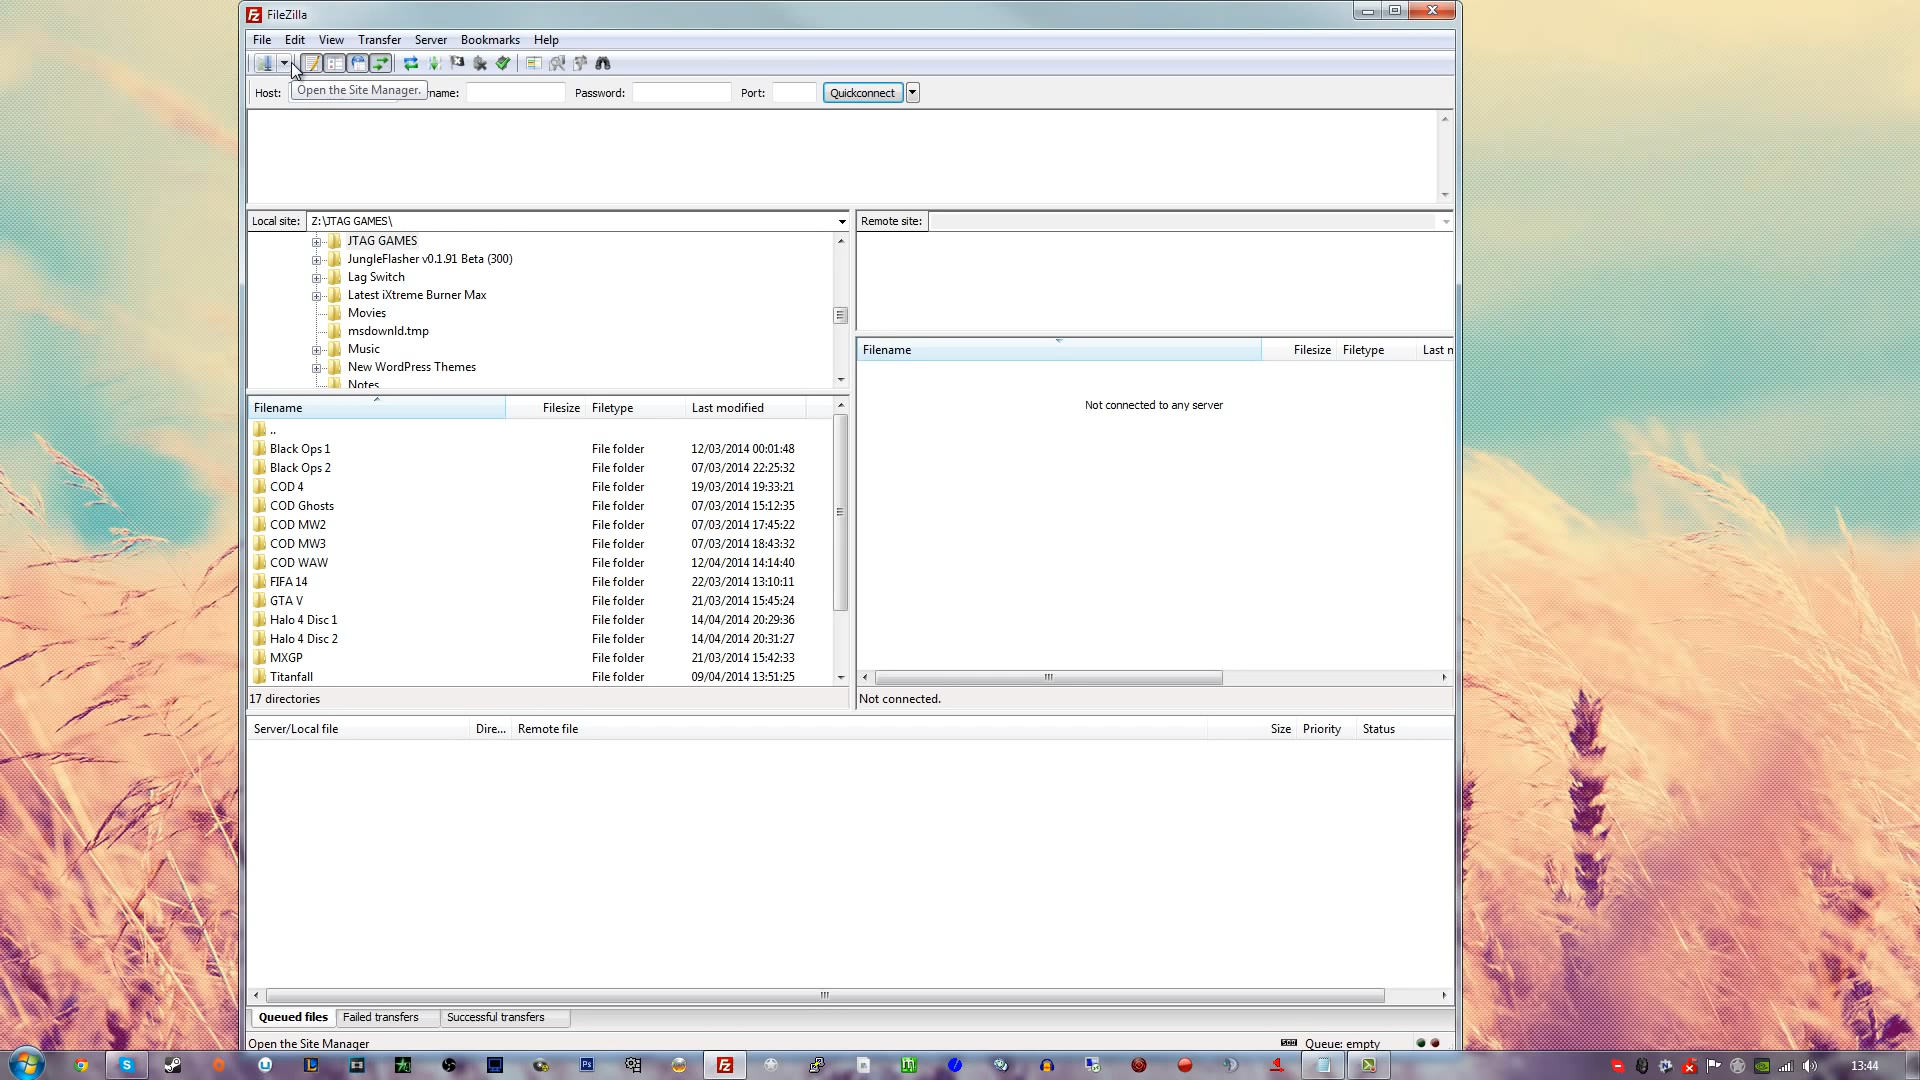 FileZilla
File Edit View Transfer Server Bookmarks Help
Host: name: Password: Port: Quickconnect
Open the Site Manager.
Local site: Z:\JTAG GAMES\
Remote site:
JTAG GAMES
JungleFlasher v0.1.91 Beta (300)
Lag Switch
Latest iXtreme Burner Max
Movies
msdownld.tmp
Music
New WordPress Themes
Notes
Filename Filesize Filetype Last m
Not connected to any server
Filename Filesize Filetype Last modified
..
Black Ops 1 File folder 12/03/2014 00:01:48
Black Ops 2 File folder 07/03/2014 22:25:32
COD 4 File folder 19/03/2014 19:33:21
COD Ghosts File folder 07/03/2014 15:12:35
COD MW2 File folder 07/03/2014 17:45:22
COD MW3 File folder 07/03/2014 18:43:32
COD WAW File folder 12/04/2014 14:14:40
FIFA 14 File folder 22/03/2014 13:10:11
GTA V File folder 21/03/2014 15:45:24
Halo 4 Disc 1 File folder 14/04/2014 20:29:36
Halo 4 Disc 2 File folder 14/04/2014 20:31:27
MXGP File folder 21/03/2014 15:42:33
Titanfall File folder 09/04/2014 13:51:25
17 directories
Not connected.
Server/Local file Dire... Remote file Size Priority Status
Queued files Failed transfers Successful transfers
Open the Site Manager
Queue: empty
13:44